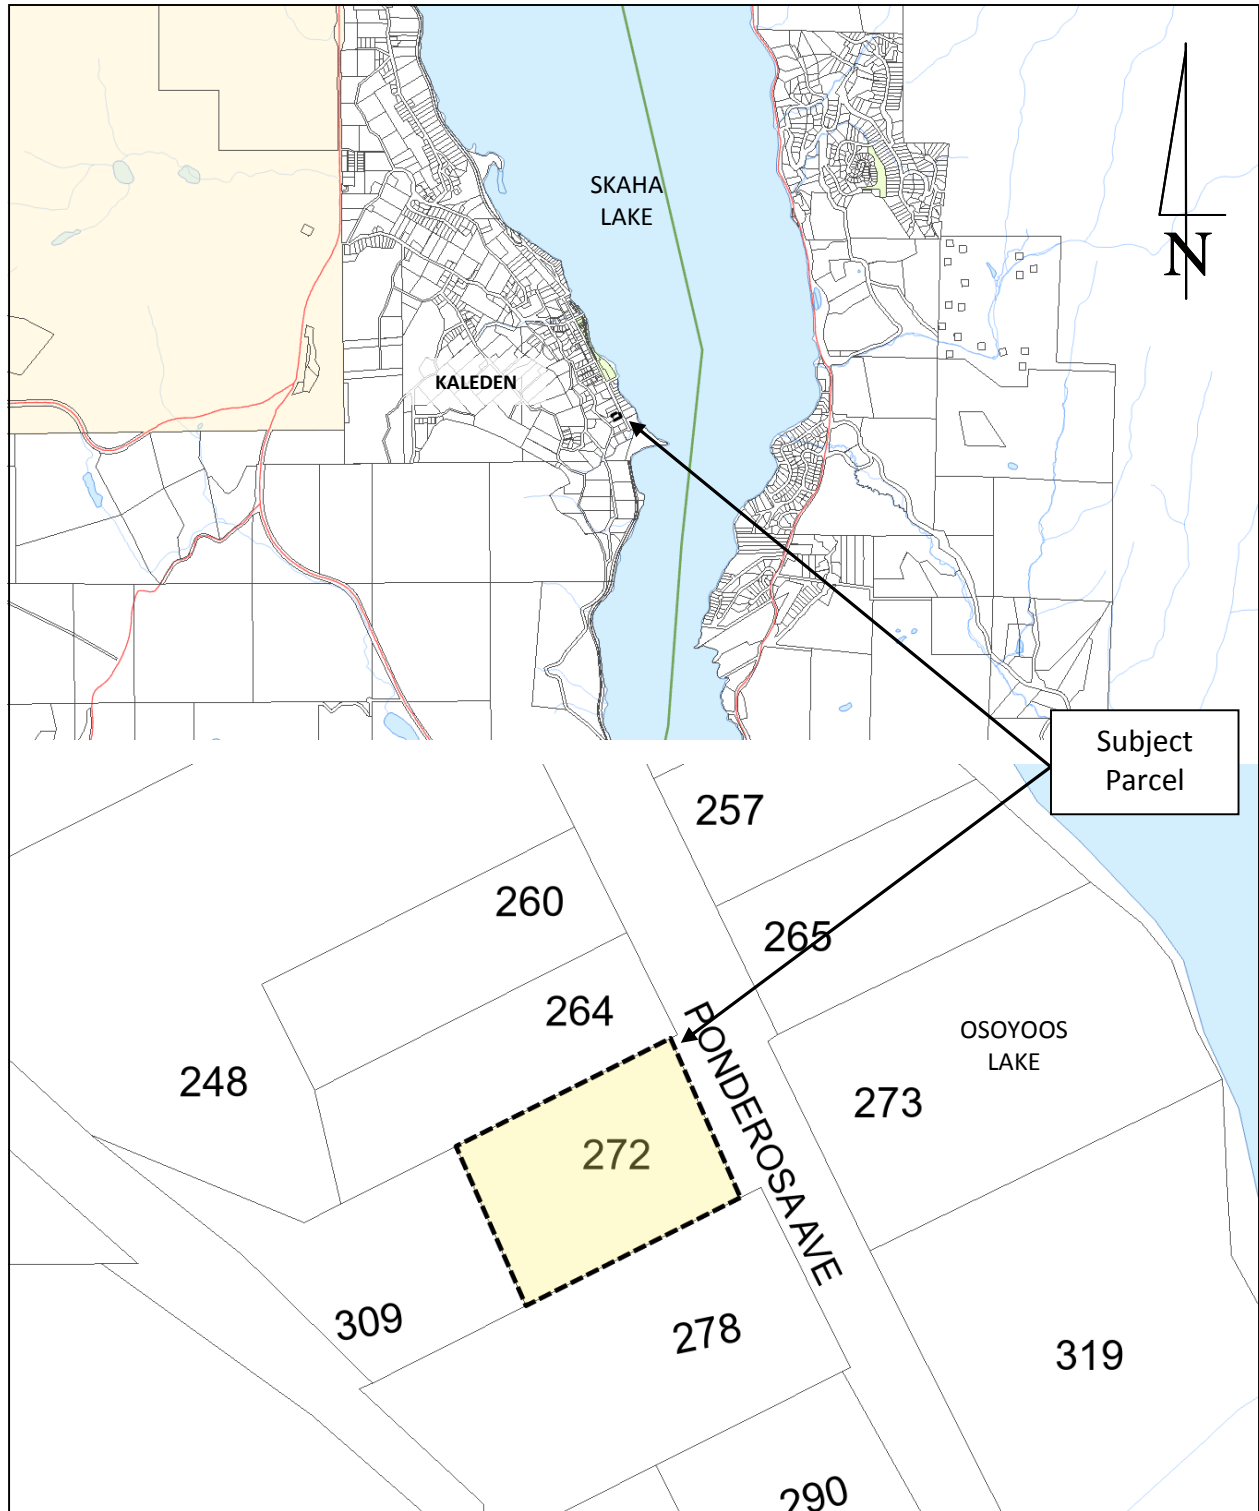 SKAHA
LAKE
N
KALEDEN
Subject
Parcel
257
260
265
264
PONDEROSA AVE
OSOYOOS
LAKE
248
273
272
309
278
319
290